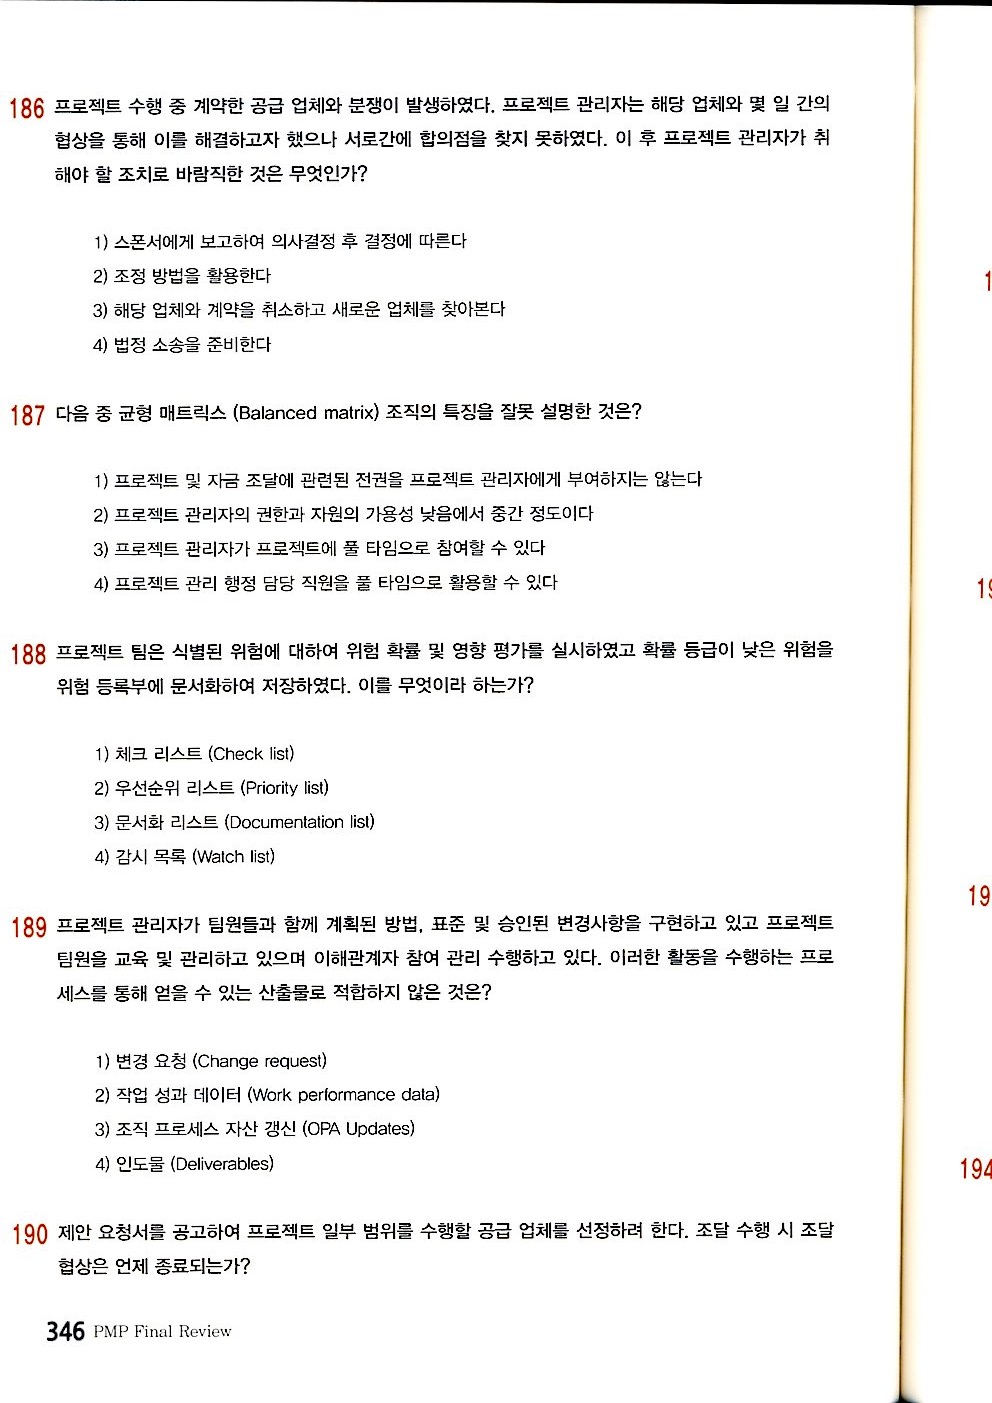 186 프로젝트 수행 중 계약한 공급 업체와 분쟁이 발생하였다. 프로젝트 관리자는 해당 업체와 몇 일 간의
협상을 통해 이를 해결하고자 했으나 서로간에 합의점을 찾지 못하였다. 이 후 프로젝트 관리자가 취
해야 할 조치로 바람직한 것은 무엇인가?
1) 스폰서에게 보고하여 의사결정 후 결정에 따른다
2) 조정 방법을 활용한다
3) 해당 업체와 계약을 취소하고 새로운 업체를 찾아본다
4) 법정 소송을 준비한다
187 다음 중 균형 매트릭스 (Balanced matrix) 조직의 특징을 잘못 설명한 것은?
1) 프로젝트 및 자금 조달에 관련된 전권을 프로젝트 관리자에게 부여하지는 않는다
2) 프로젝트 관리자의 권한과 자원의 가용성 낮음에서 중간 정도이다
3) 프로젝트 관리자가 프로젝트에 풀 타임으로 참여할 수 있다
4) 프로젝트 관리 행정 담당 직원을 풀 타임으로 활용할 수 있다
188 프로젝트 팀은 식별된 위험에 대하여 위험 확률 및 영향 평가를 실시하였고 확률 등급이 낮은 위험을
위험 등록부에 문서화하여 저장하였다. 이를 무엇이라 하는가?
1) 체크 리스트 (Check list)
2) 우선순위 리스트 (Priority list)
3) 문서화 리스트 (Documentation list)
4) 감시 목록 (Watch list)
189 프로젝트 관리자가 팀원들과 함께 계획된 방법, 표준 및 승인된 변경사항을 구현하고 있고 프로젝트
팀원을 교육 및 관리하고 있으며 이해관계자 참여 관리 수행하고 있다. 이러한 활동을 수행하는 프로
세스를 통해 얻을 수 있는 산출물로 적합하지 않은 것은?
1) 변경 요청 (Change request)
2) 작업 성과 데이터 (Work performance data)
3) 조직 프로세스 자산 갱신 (OPA Updates)
4) 인도물 (Deliverables)
190 제안 요청서를 공고하여 프로젝트 일부 범위를 수행할 공급 업체를 선정하려 한다. 조달 수행 시 조달
협상은 언제 종료되는가?
346 PMP Final Review
194